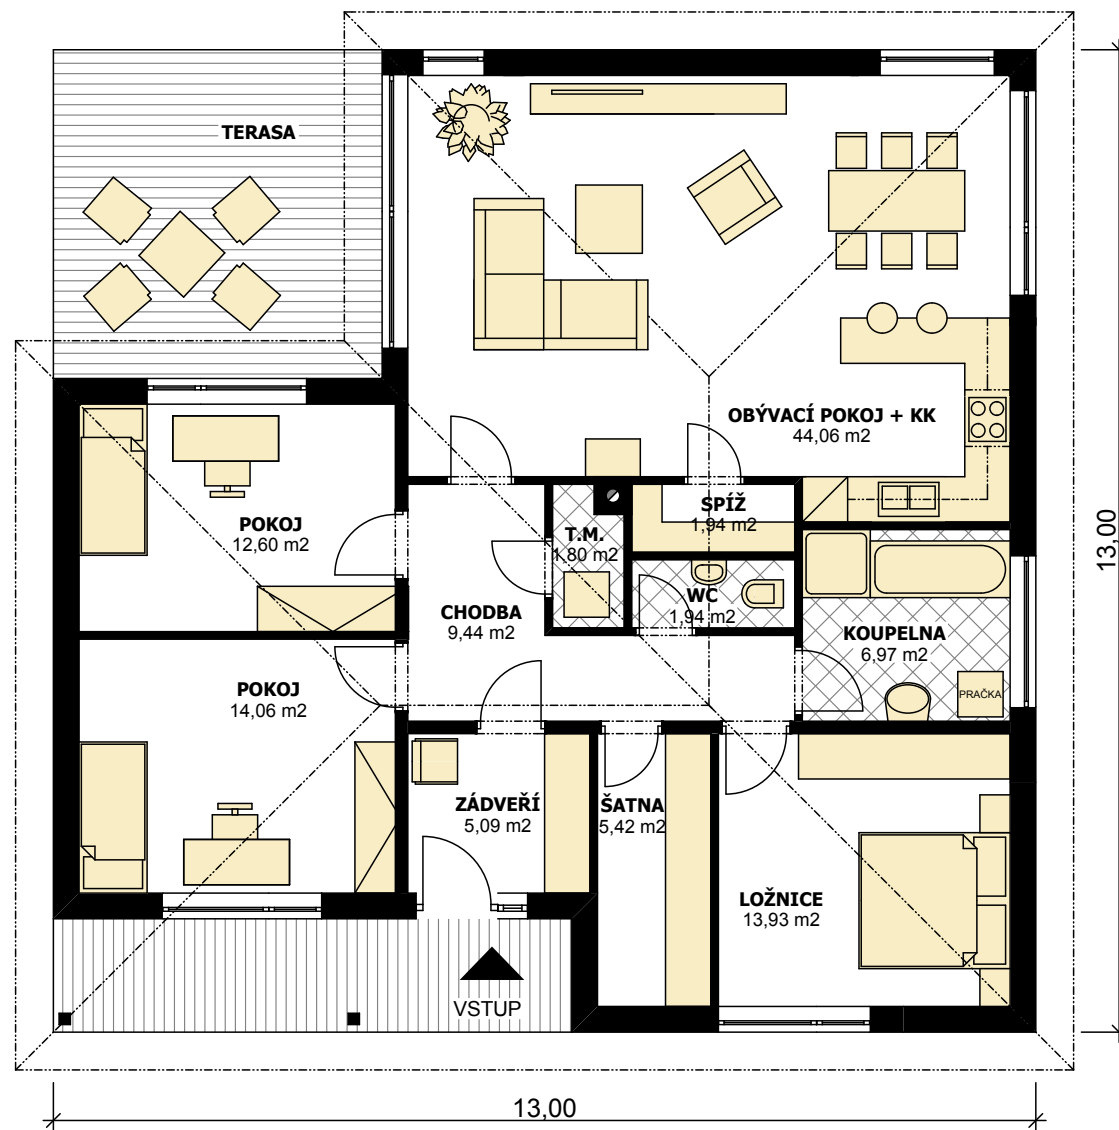 TERASA
OBÝVACÍ POKOJ + KK
44,06 m2
POKOJ
12,60 m2
SPÍŽ
1,94 m2
T.M.
1,80 m2
WC
1,94 m2
CHODBA
9,44 m2
KOUPELNA
6,97 m2
PRAČKA
POKOJ
14,06 m2
ZÁDVEŘÍ
5,09 m2
ŠATNA
5,42 m2
LOŽNICE
13,93 m2
VSTUP
13,00
13,00